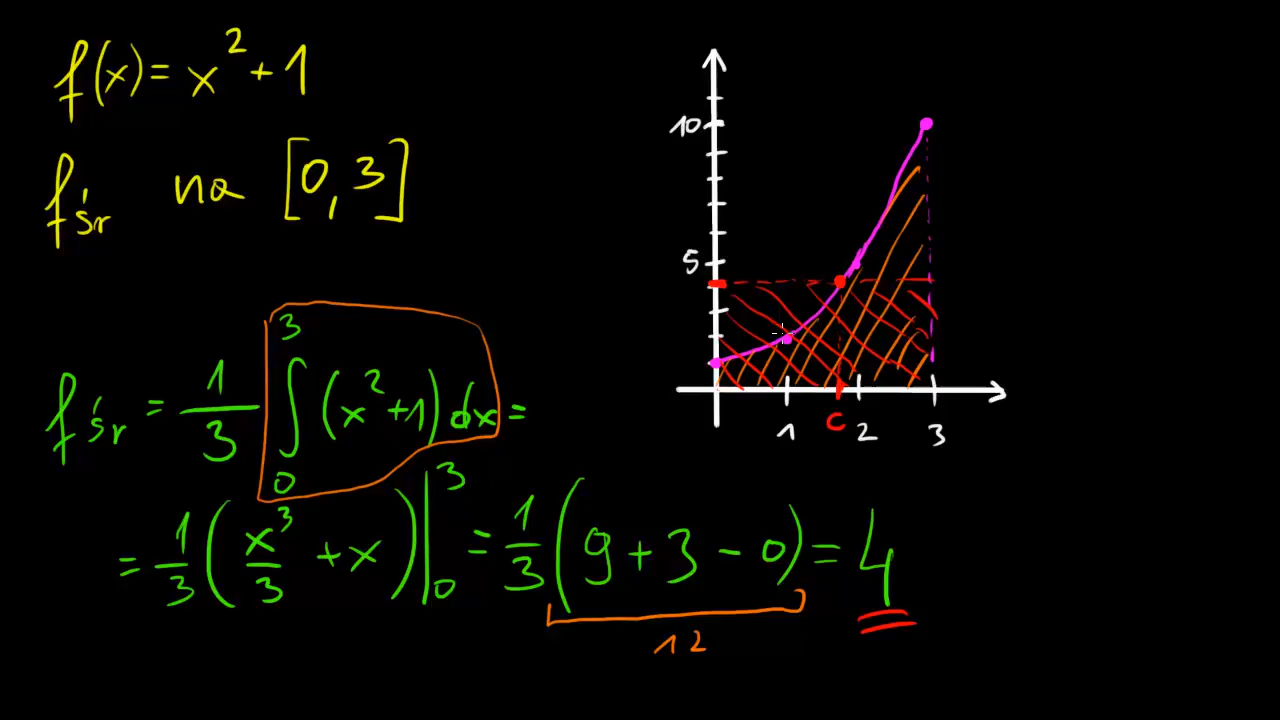 f(x) = x² + 1
fśr na [0, 3]
fśr = 1/3 ∫₀³ (x² + 1) dx =
= 1/3 (x³/3 + x) |₀³ = 1/3 (9 + 3 - 0) = 4
12
10
5
1 c 2 3